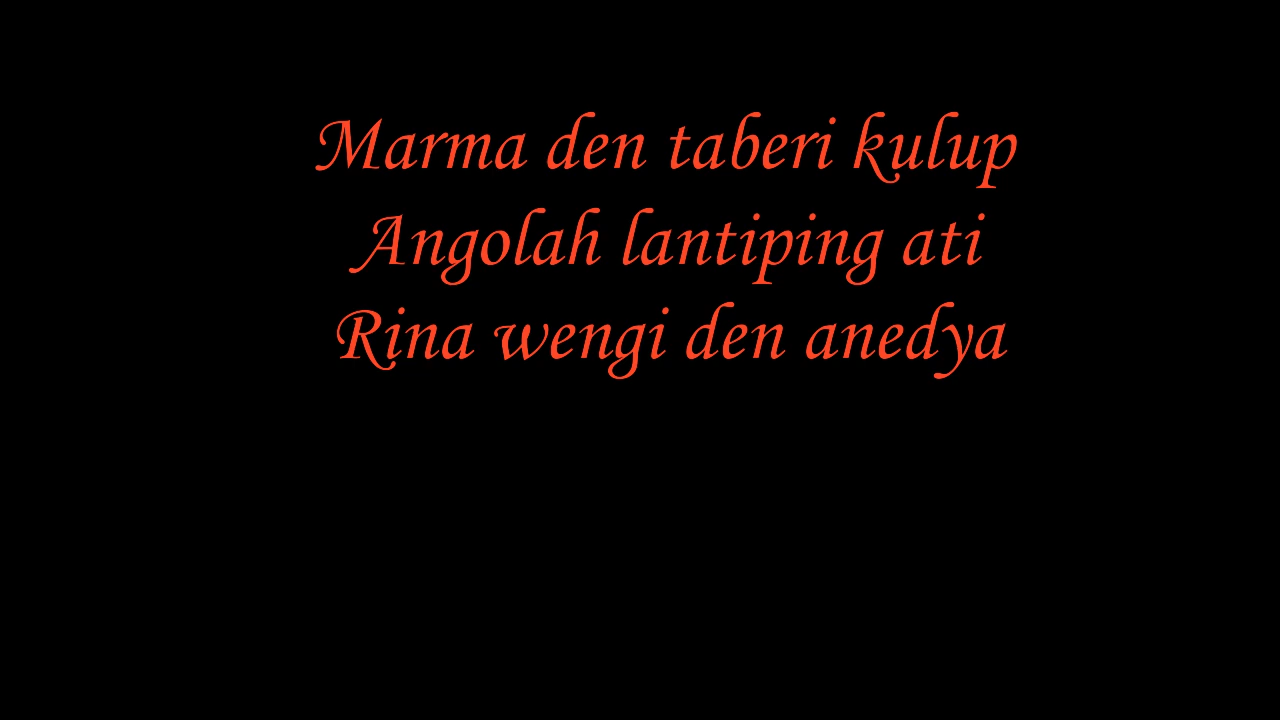 Marma den taberi kulup
Angolah lantiping ati
Rina wengi den anedya